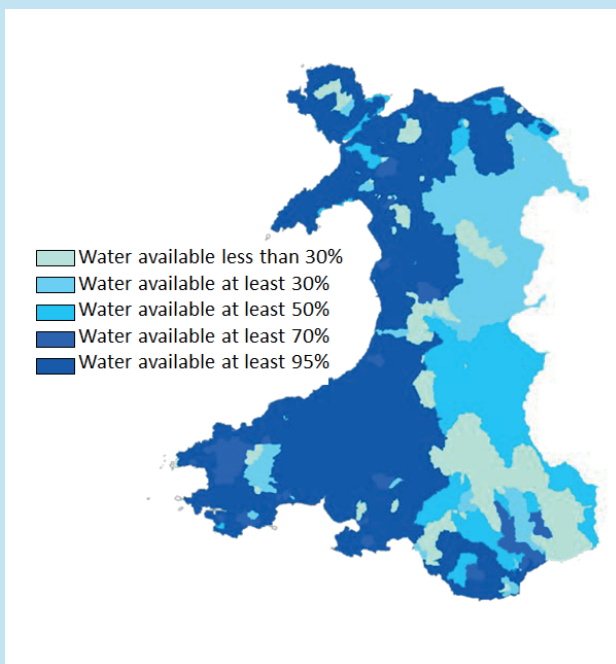 Water available less than 30%
Water available at least 30%
Water available at least 50%
Water available at least 70%
Water available at least 95%